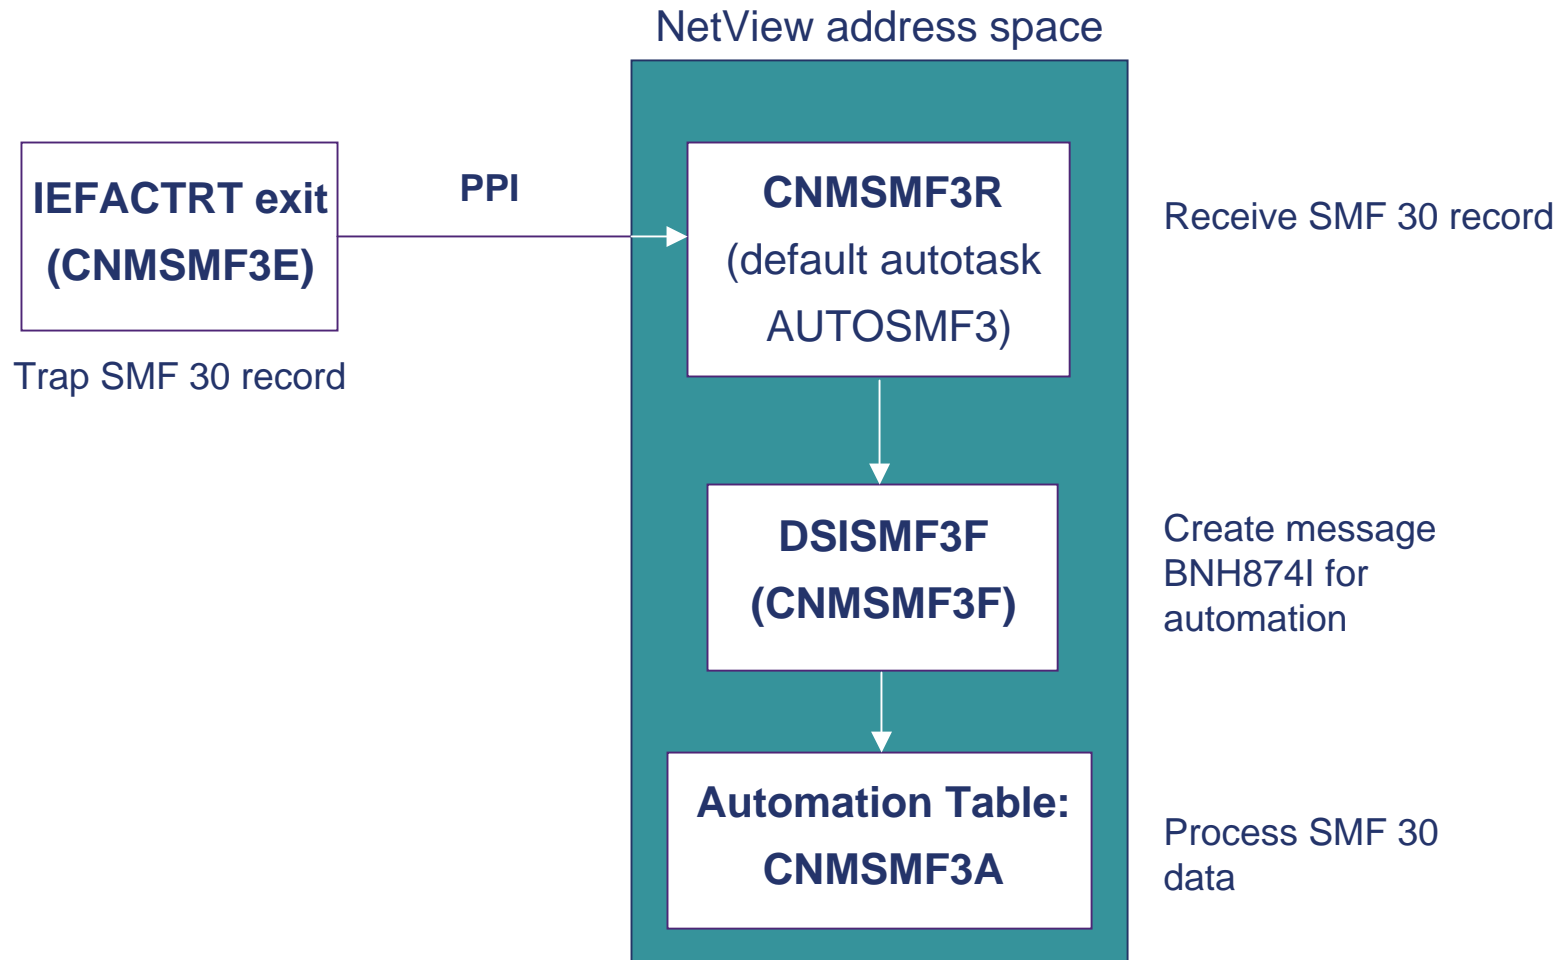 NetView address space
IEFACTRT exit
(CNMSMF3E)
Trap SMF 30 record
PPI
CNMSMF3R
(default autotask
AUTOSMF3)
Receive SMF 30 record
DSISMF3F
(CNMSMF3F)
Create message
BNH874I for
automation
Automation Table:
CNMSMF3A
Process SMF 30
data